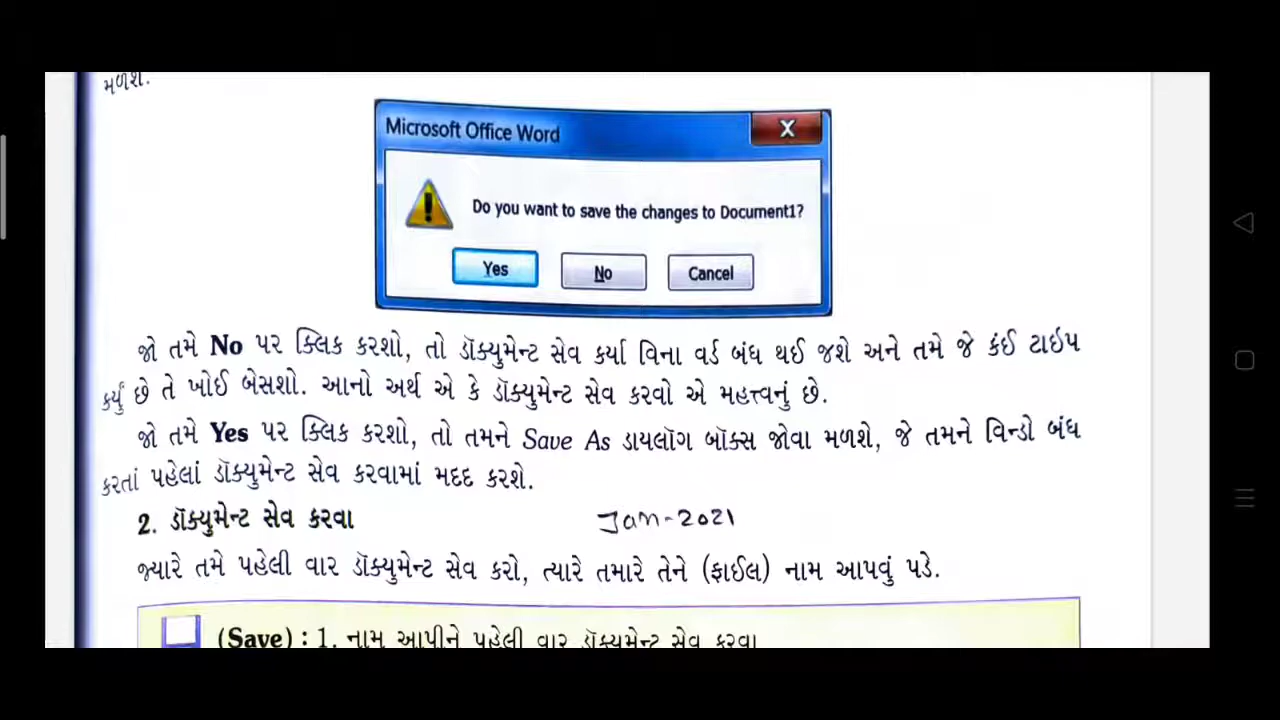 મળશે.
Microsoft Office Word
X
Do you want to save the changes to Document1?
Yes No Cancel
જો તમે No પર ક્લિક કરશો, તો ડૉક્યુમેન્ટ સેવ કર્યા વિના વર્ડ બંધ થઈ જશે અને તમે જે કંઈ ટાઇપ
કર્યું છે તે ખોઈ બેસશો. આનો અર્થ એ કે ડૉક્યુમેન્ટ સેવ કરવો એ મહત્ત્વનું છે.
જો તમે Yes પર ક્લિક કરશો, તો તમને Save As ડાયલૉગ બૉક્સ જોવા મળશે, જે તમને વિન્ડો બંધ
કરતાં પહેલાં ડૉક્યુમેન્ટ સેવ કરવામાં મદદ કરશે.
2. ડૉક્યુમેન્ટ સેવ કરવા Jan-2021
જ્યારે તમે પહેલી વાર ડૉક્યુમેન્ટ સેવ કરો, ત્યારે તમારે તેને (ફાઈલ) નામ આપવું પડે.
(Save) : 1. નામ આપીને પહેલી વાર ડૉક્યુમેન્ટ સેવ કરવા